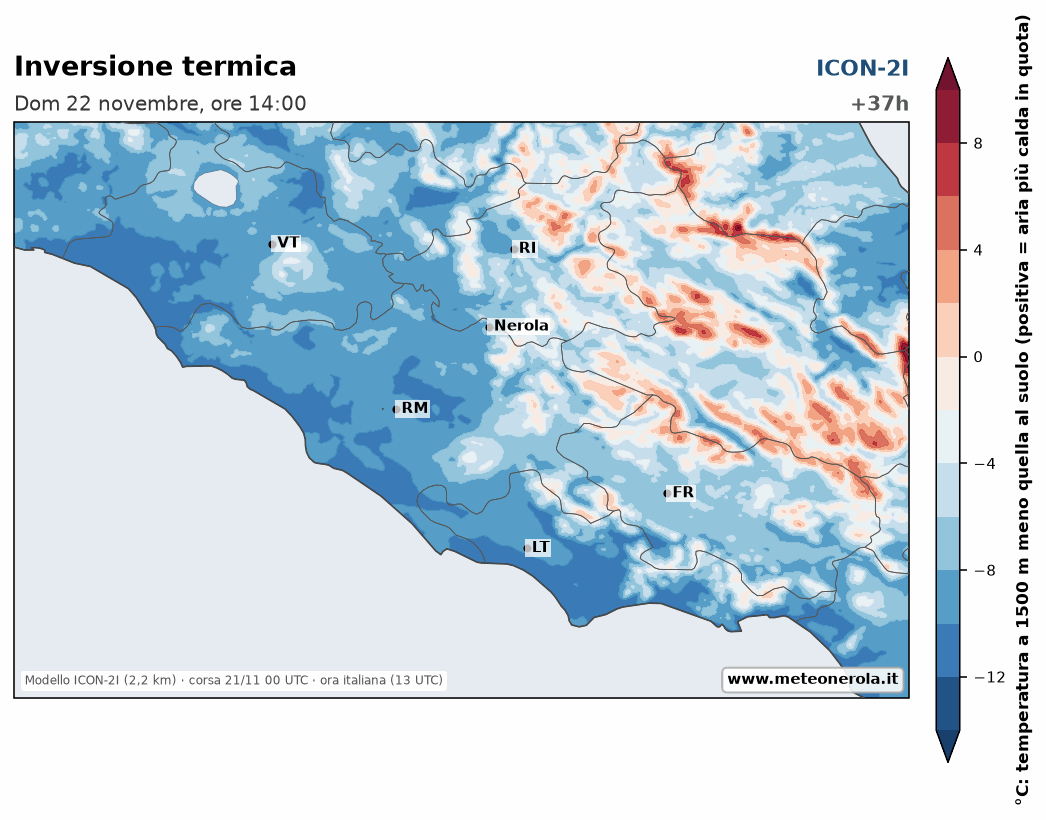 Inversione termica
ICON-2I
Dom 22 novembre, ore 14:00
+37h
VT
RI
Nerola
RM
FR
LT
Modello ICON-2I (2,2 km) · corsa 21/11 00 UTC · ora italiana (13 UTC)
www.meteonerola.it
8
4
0
−4
−8
−12
°C: temperatura a 1500 m meno quella al suolo (positiva = aria più calda in quota)